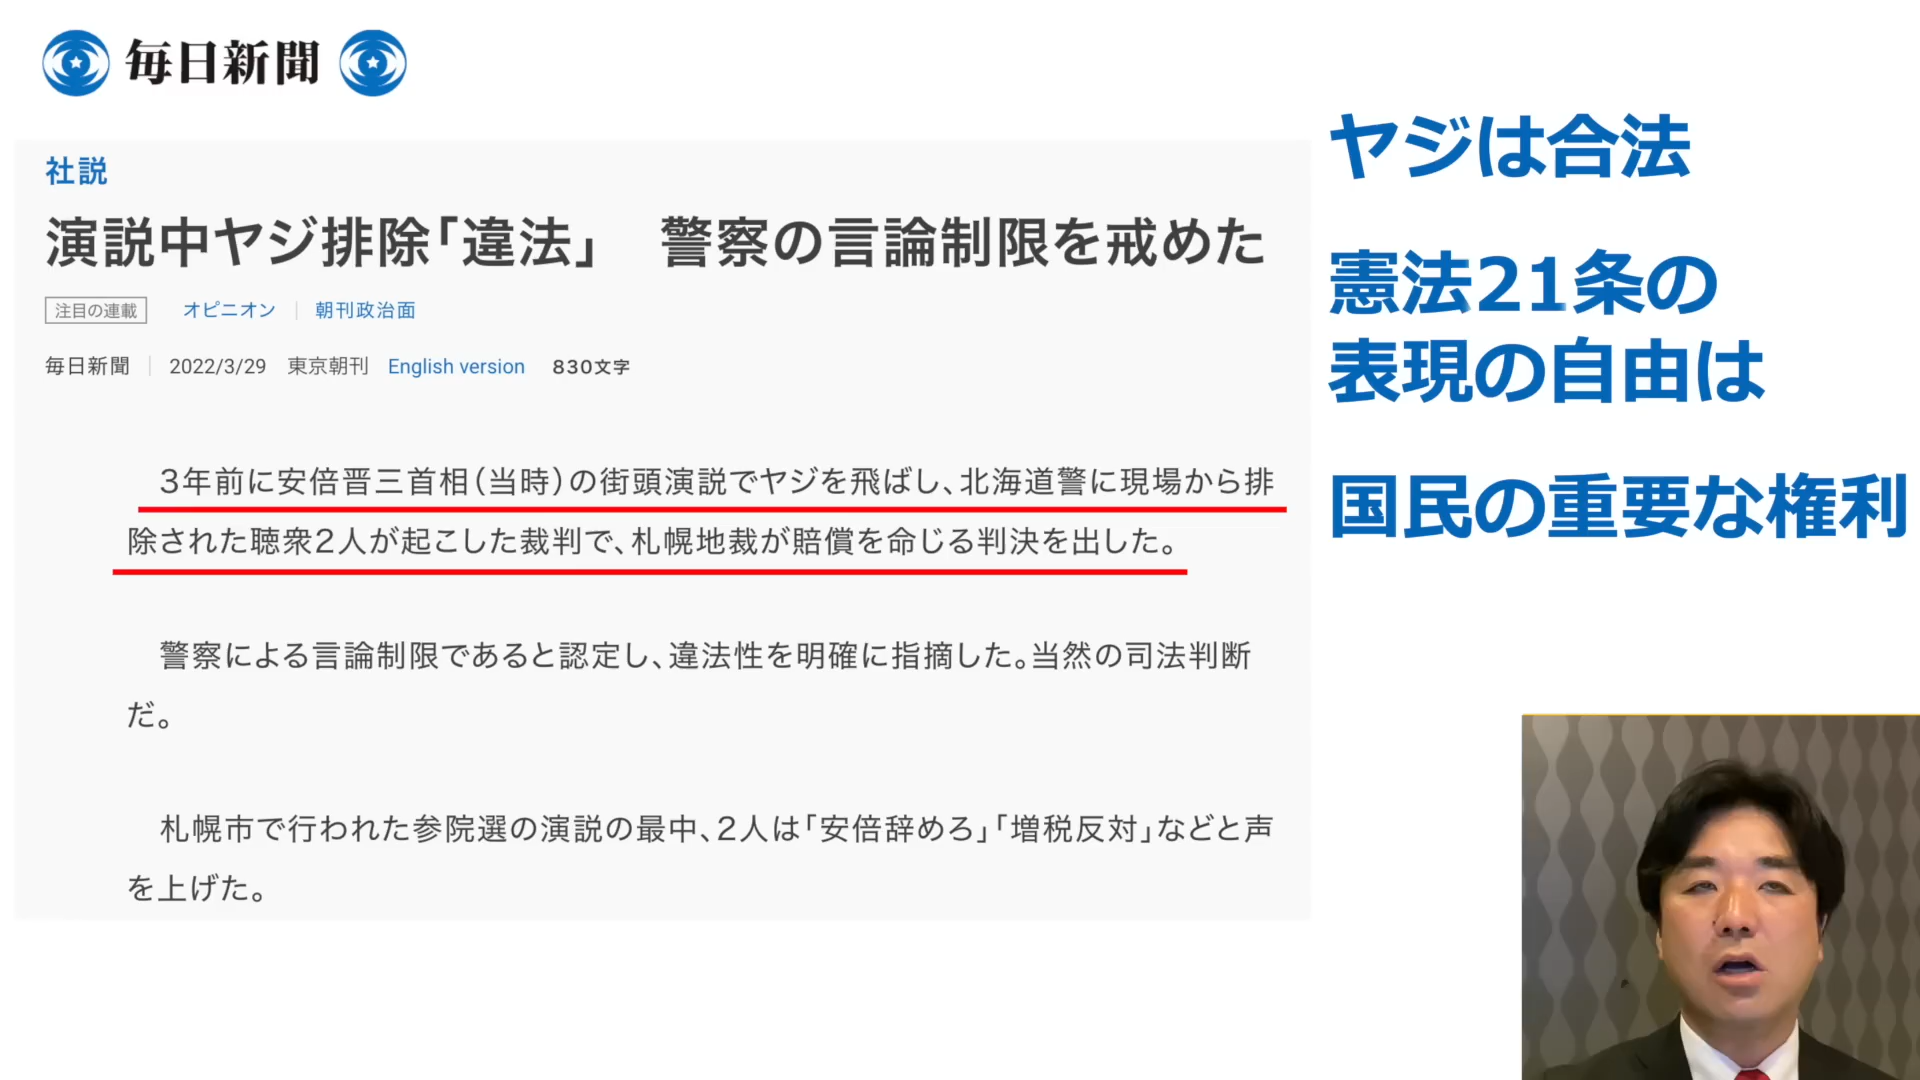 毎日新聞
社説
演説中ヤジ排除「違法」 警察の言論制限を戒めた
注目の連載 オピニオン 朝刊政治面
毎日新聞 2022/3/29 東京朝刊 English version 830文字
3年前に安倍晋三首相(当時)の街頭演説でヤジを飛ばし、北海道警に現場から排
除された聴衆2人が起こした裁判で、札幌地裁が賠償を命じる判決を出した。
警察による言論制限であると認定し、違法性を明確に指摘した。当然の司法判断
だ。
札幌市で行われた参院選の演説の最中、2人は「安倍辞めろ」「増税反対」などと声
を上げた。
ヤジは合法
憲法21条の
表現の自由は
国民の重要な権利